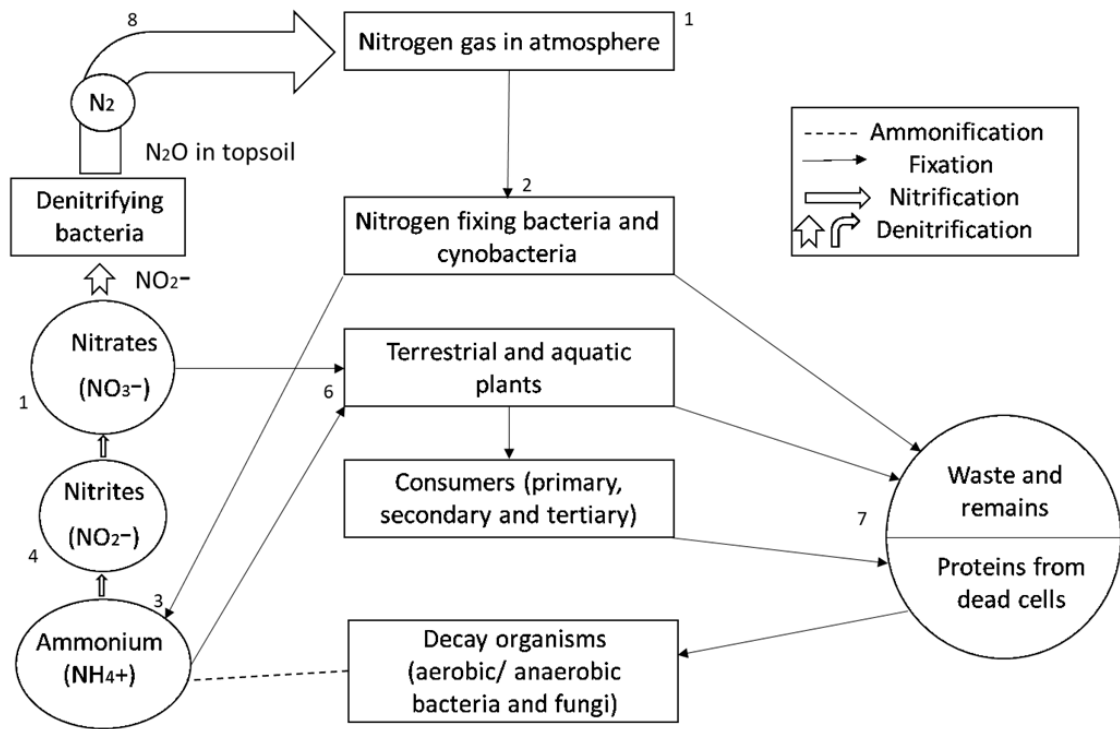 8
Nitrogen gas in atmosphere
1
N2
N2O in topsoil
Ammonification
Fixation
Nitrification
Denitrification
Denitrifying
bacteria
2
Nitrogen fixing bacteria and
cynobacteria
NO2−
Nitrates
(NO3−)
1
Terrestrial and aquatic
plants
6
Nitrites
(NO2−)
4
Consumers (primary,
secondary and tertiary)
7
Waste and
remains
Proteins from
dead cells
3
Ammonium
(NH4+)
Decay organisms
(aerobic/ anaerobic
bacteria and fungi)